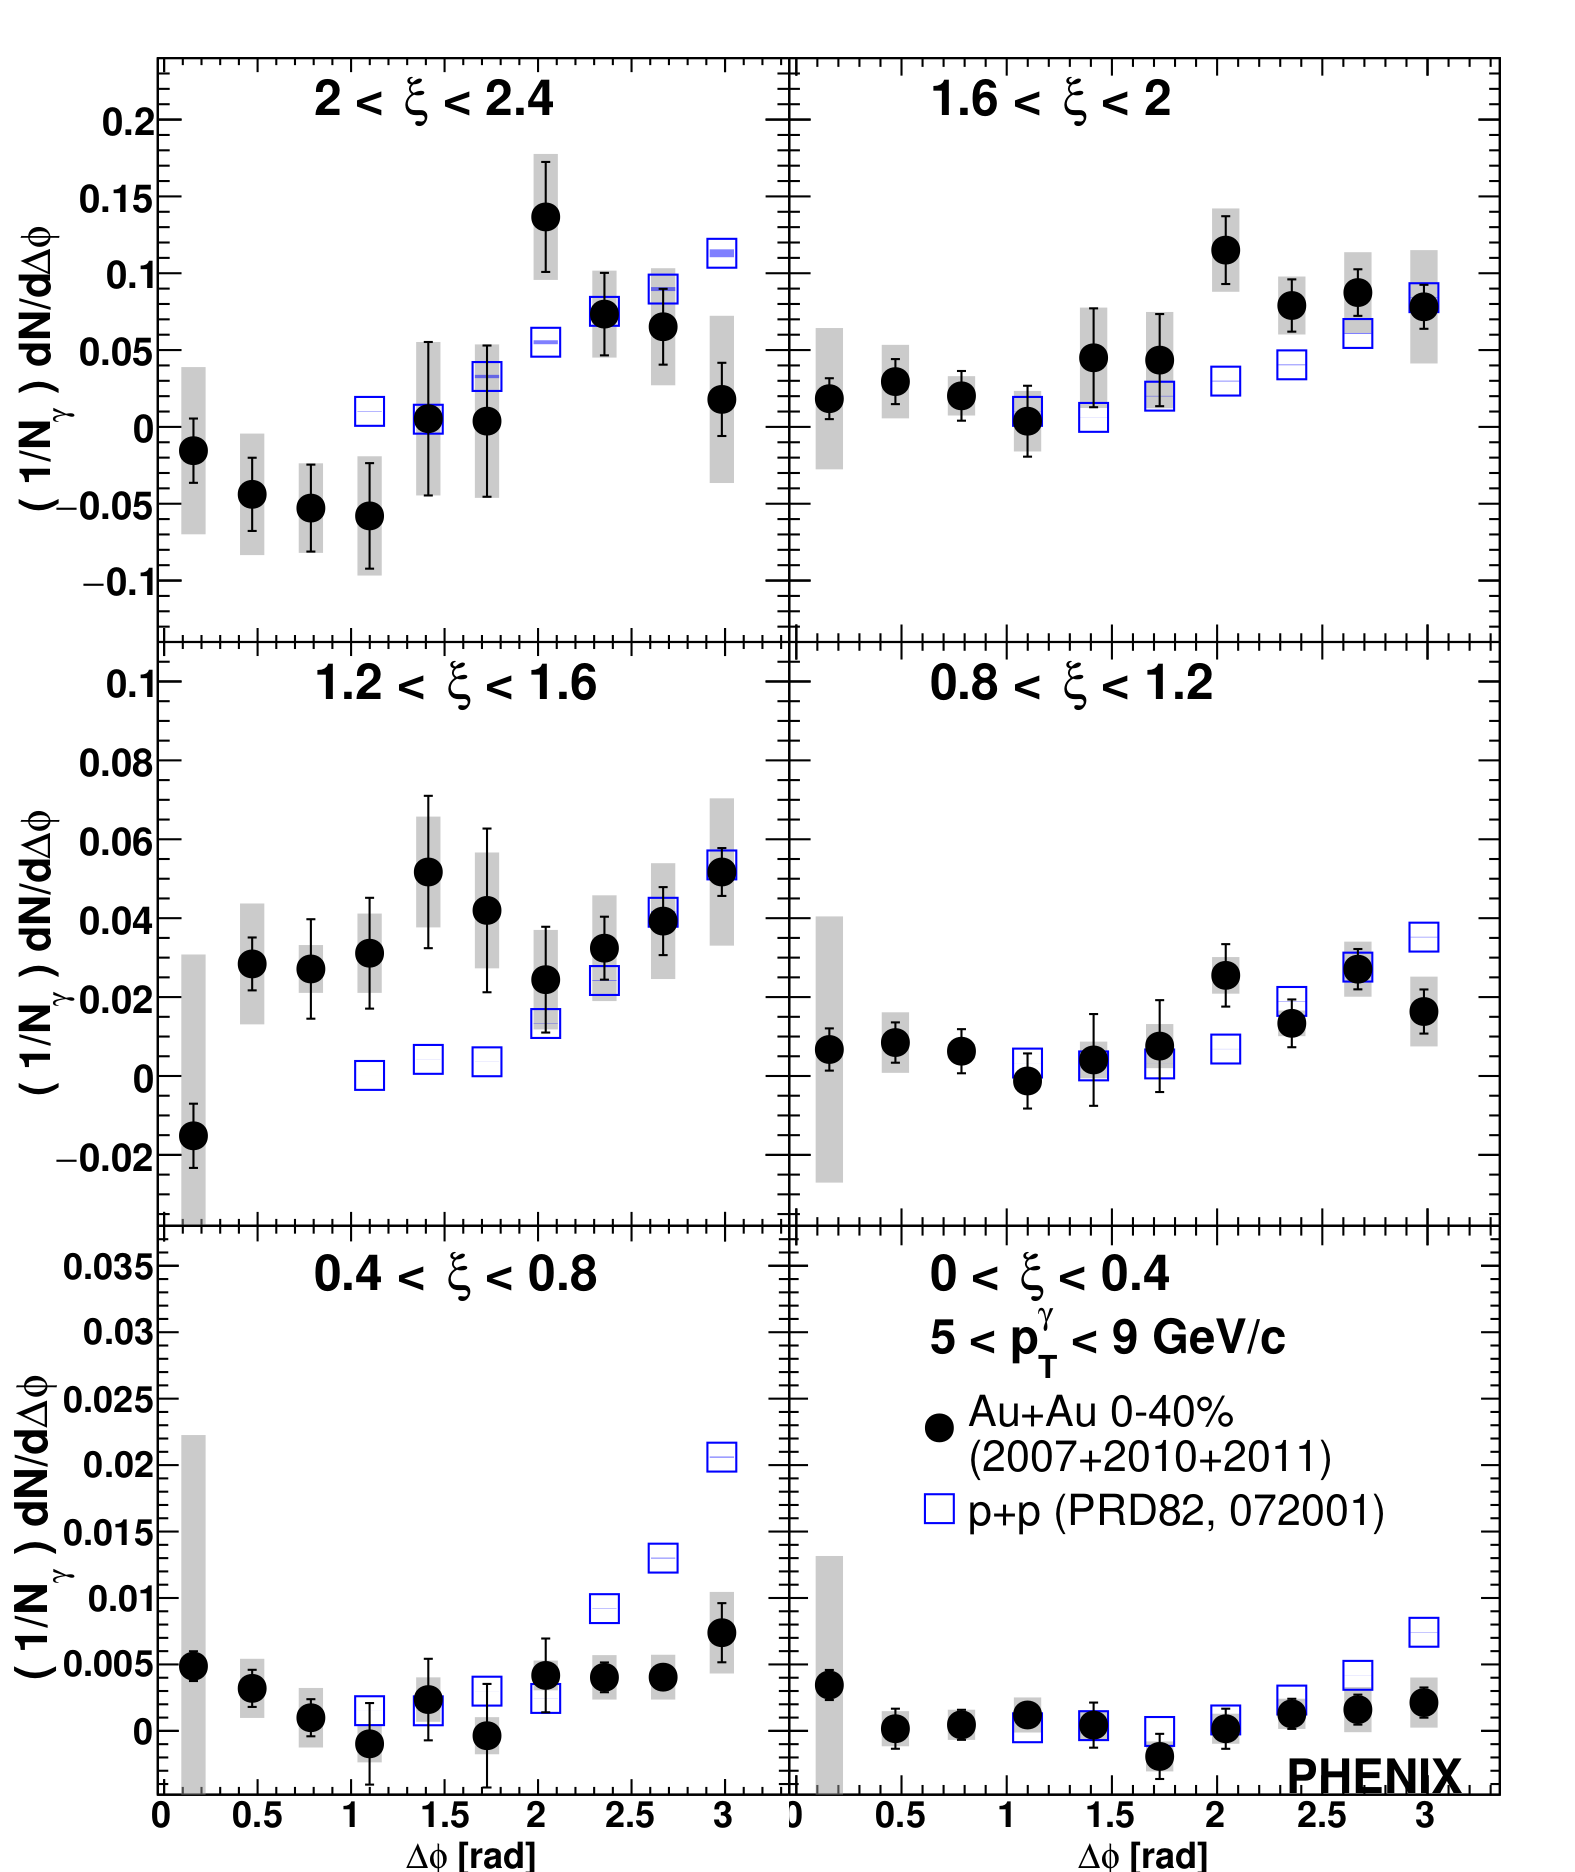 2 < ξ < 2.4
1.6 < ξ < 2
0.2
0.15
0.1
0.05
0
−0.05
−0.1
( 1/Nγ ) dN/dΔϕ
1.2 < ξ < 1.6
0.8 < ξ < 1.2
0.1
0.08
0.06
0.04
0.02
0
−0.02
( 1/Nγ ) dN/dΔϕ
0.4 < ξ < 0.8
0 < ξ < 0.4
5 < pTγ < 9 GeV/c
Au+Au 0-40%
(2007+2010+2011)
p+p (PRD82, 072001)
PHENIX
0.035
0.03
0.025
0.02
0.015
0.01
0.005
0
( 1/Nγ ) dN/dΔϕ
0 0.5 1 1.5 2 2.5 3
0 0.5 1 1.5 2 2.5 3
Δϕ [rad]
Δϕ [rad]